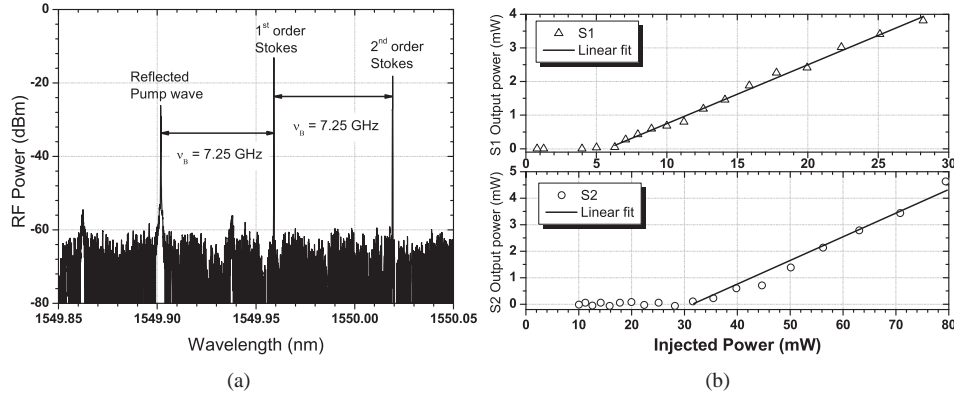 0
-20
-40
-60
-80
RF Power (dBm)
1549.85
1549.90
1549.95
1550.00
1550.05
Wavelength (nm)
Reflected
Pump wave
1st order
Stokes
2nd order
Stokes
νB = 7.25 GHz
νB = 7.25 GHz
(a)
4
3
2
1
0
S1 Output power (mW)
S1
Linear fit
0
5
10
15
20
25
30
5
4
3
2
1
0
S2 Output power (mW)
S2
Linear fit
0
10
20
30
40
50
60
70
80
Injected Power (mW)
(b)